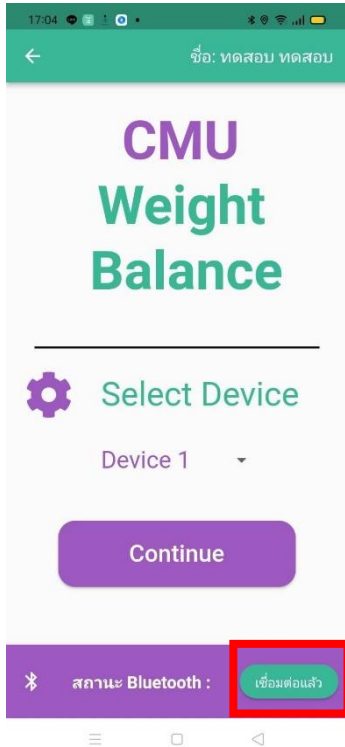 17:04
ชื่อ: ทดสอบ ทดสอบ
CMU
Weight
Balance
Select Device
Device 1
Continue
สถานะ Bluetooth :
เชื่อมต่อแล้ว